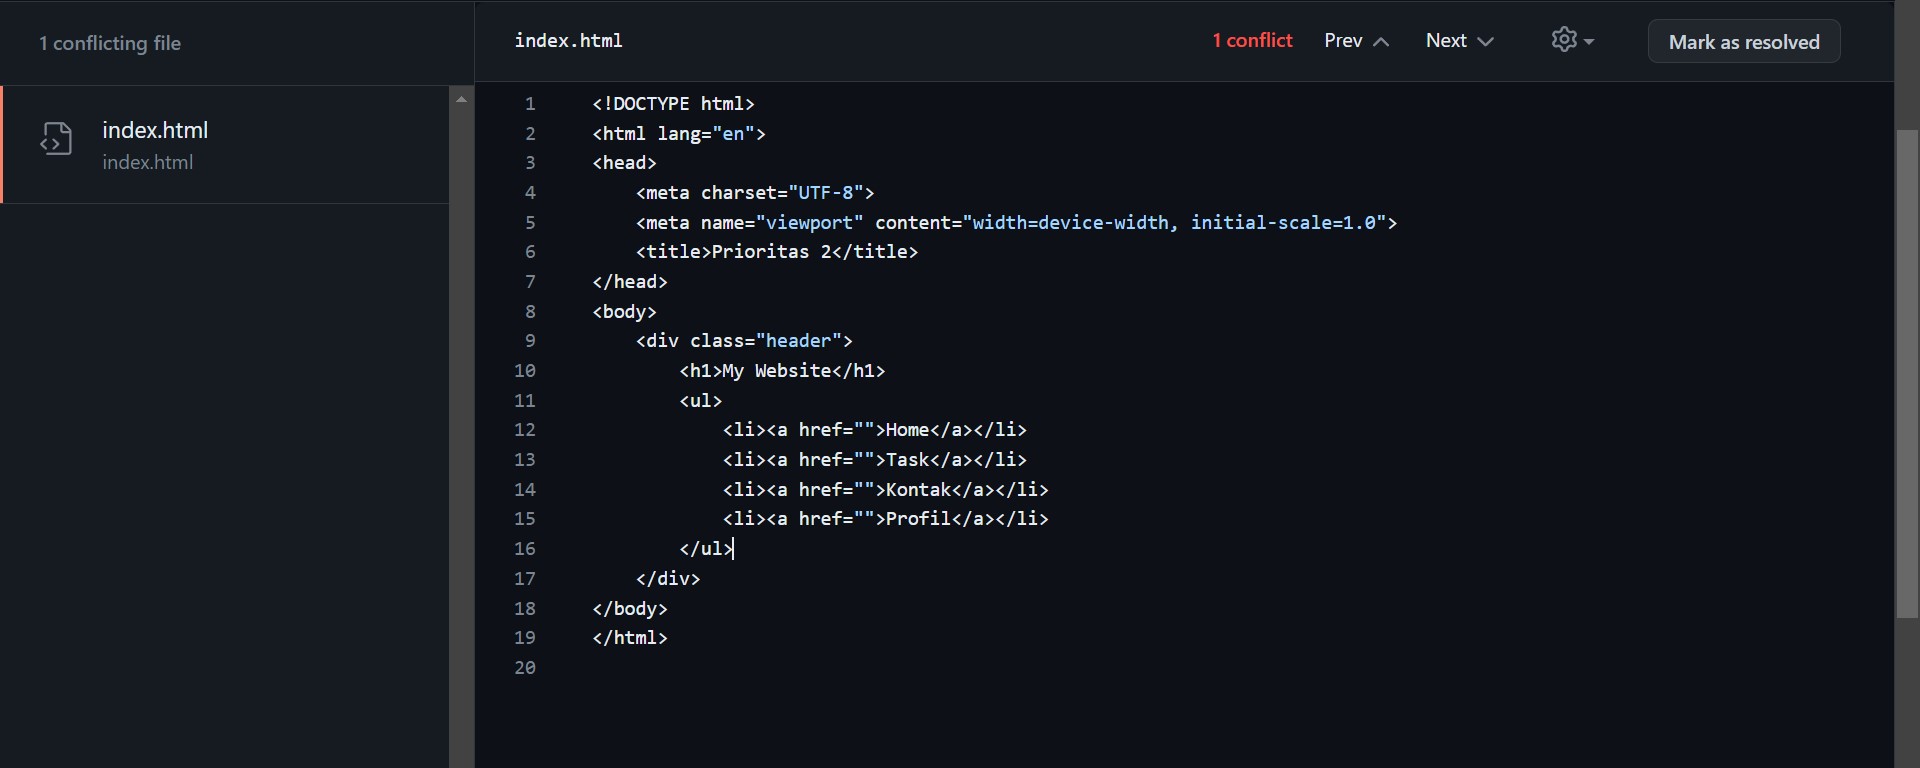 1 conflicting file
index.html
index.html
index.html 1 conflict Prev Next Mark as resolved
1 <!DOCTYPE html>
2 <html lang="en">
3 <head>
4     <meta charset="UTF-8">
5     <meta name="viewport" content="width=device-width, initial-scale=1.0">
6     <title>Prioritas 2</title>
7 </head>
8 <body>
9     <div class="header">
10         <h1>My Website</h1>
11         <ul>
12             <li><a href="">Home</a></li>
13             <li><a href="">Task</a></li>
14             <li><a href="">Kontak</a></li>
15             <li><a href="">Profil</a></li>
16         </ul>
17     </div>
18 </body>
19 </html>
20